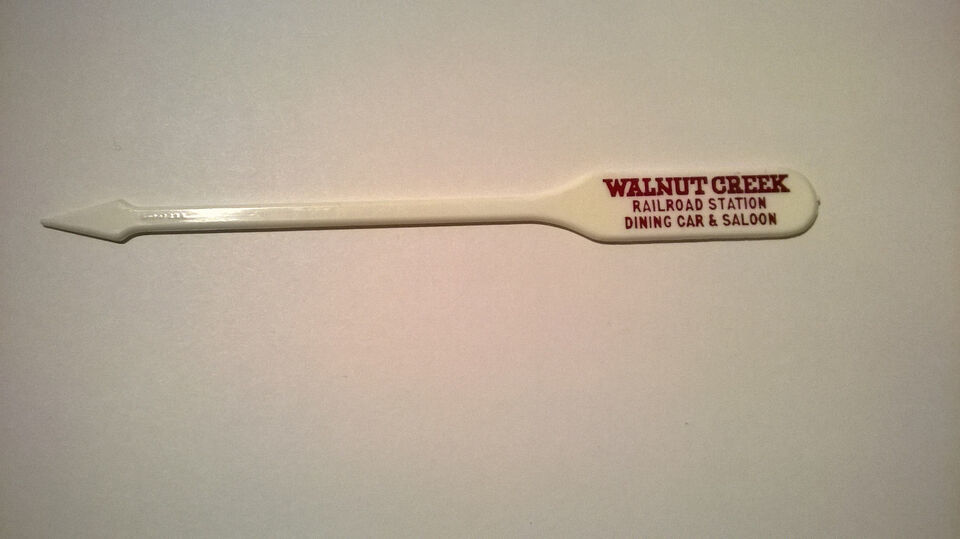 WALNUT CREEK
RAILROAD STATION
DINING CAR & SALOON